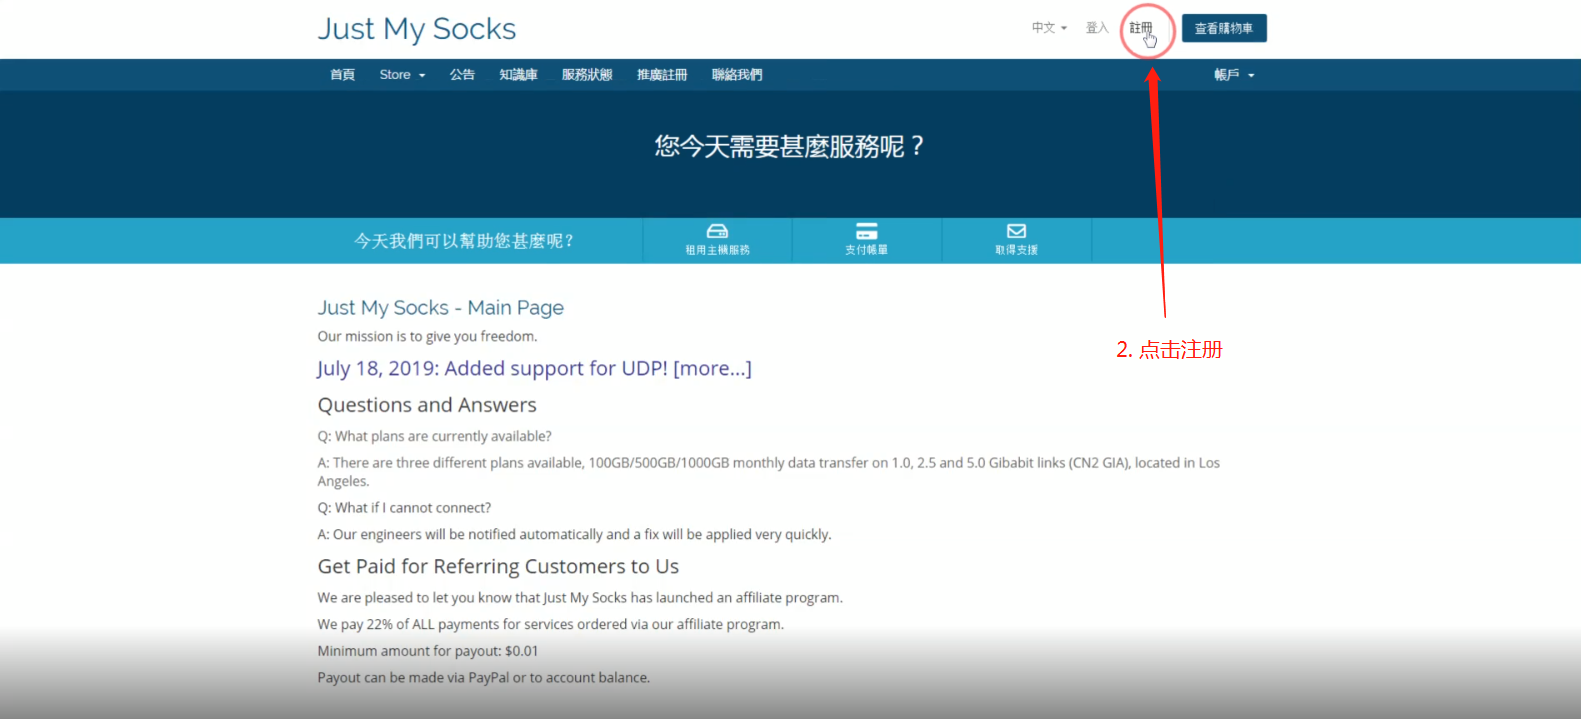 Just My Socks
中文
登入
註冊
查看購物車
首頁
Store
公告
知識庫
服務狀態
推廣註冊
聯絡我們
帳戶
您今天需要甚麼服務呢？
今天我們可以幫助您甚麼呢?
租用主機服務
支付帳單
取得支援
Just My Socks - Main Page
Our mission is to give you freedom.
2. 点击注册
July 18, 2019: Added support for UDP! [more...]
Questions and Answers
Q: What plans are currently available?
A: There are three different plans available, 100GB/500GB/1000GB monthly data transfer on 1.0, 2.5 and 5.0 Gibabit links (CN2 GIA), located in Los
Angeles.
Q: What if I cannot connect?
A: Our engineers will be notified automatically and a fix will be applied very quickly.
Get Paid for Referring Customers to Us
We are pleased to let you know that Just My Socks has launched an affiliate program.
We pay 22% of ALL payments for services ordered via our affiliate program.
Minimum amount for payout: $0.01
Payout can be made via PayPal or to account balance.